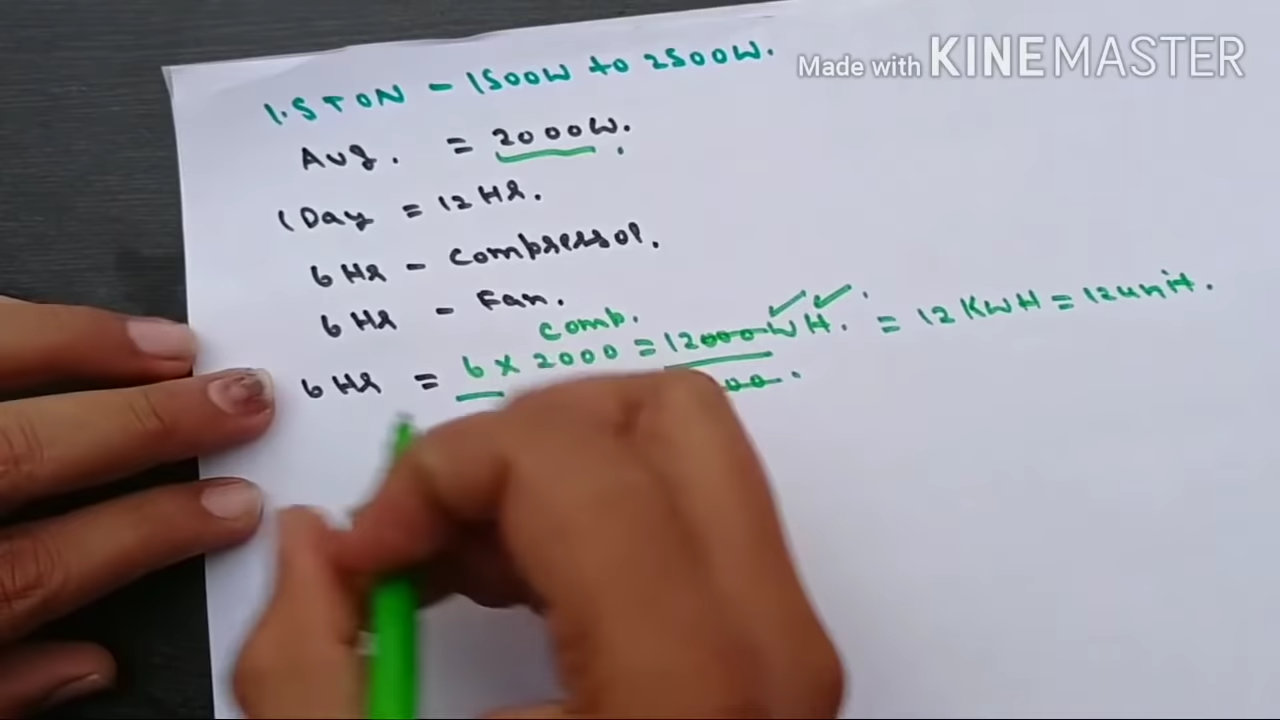 Made with KINEMASTER
1.5 TON - 1500W to 2500W.
Avg. = 2000W.
1 Day = 12 Hr.
6 Hr - Compressor.
6 Hr - Fan.
Comp.
6 Hr = 6 x 2000 = 12000 WH. = 12 KWH = 12 unit.